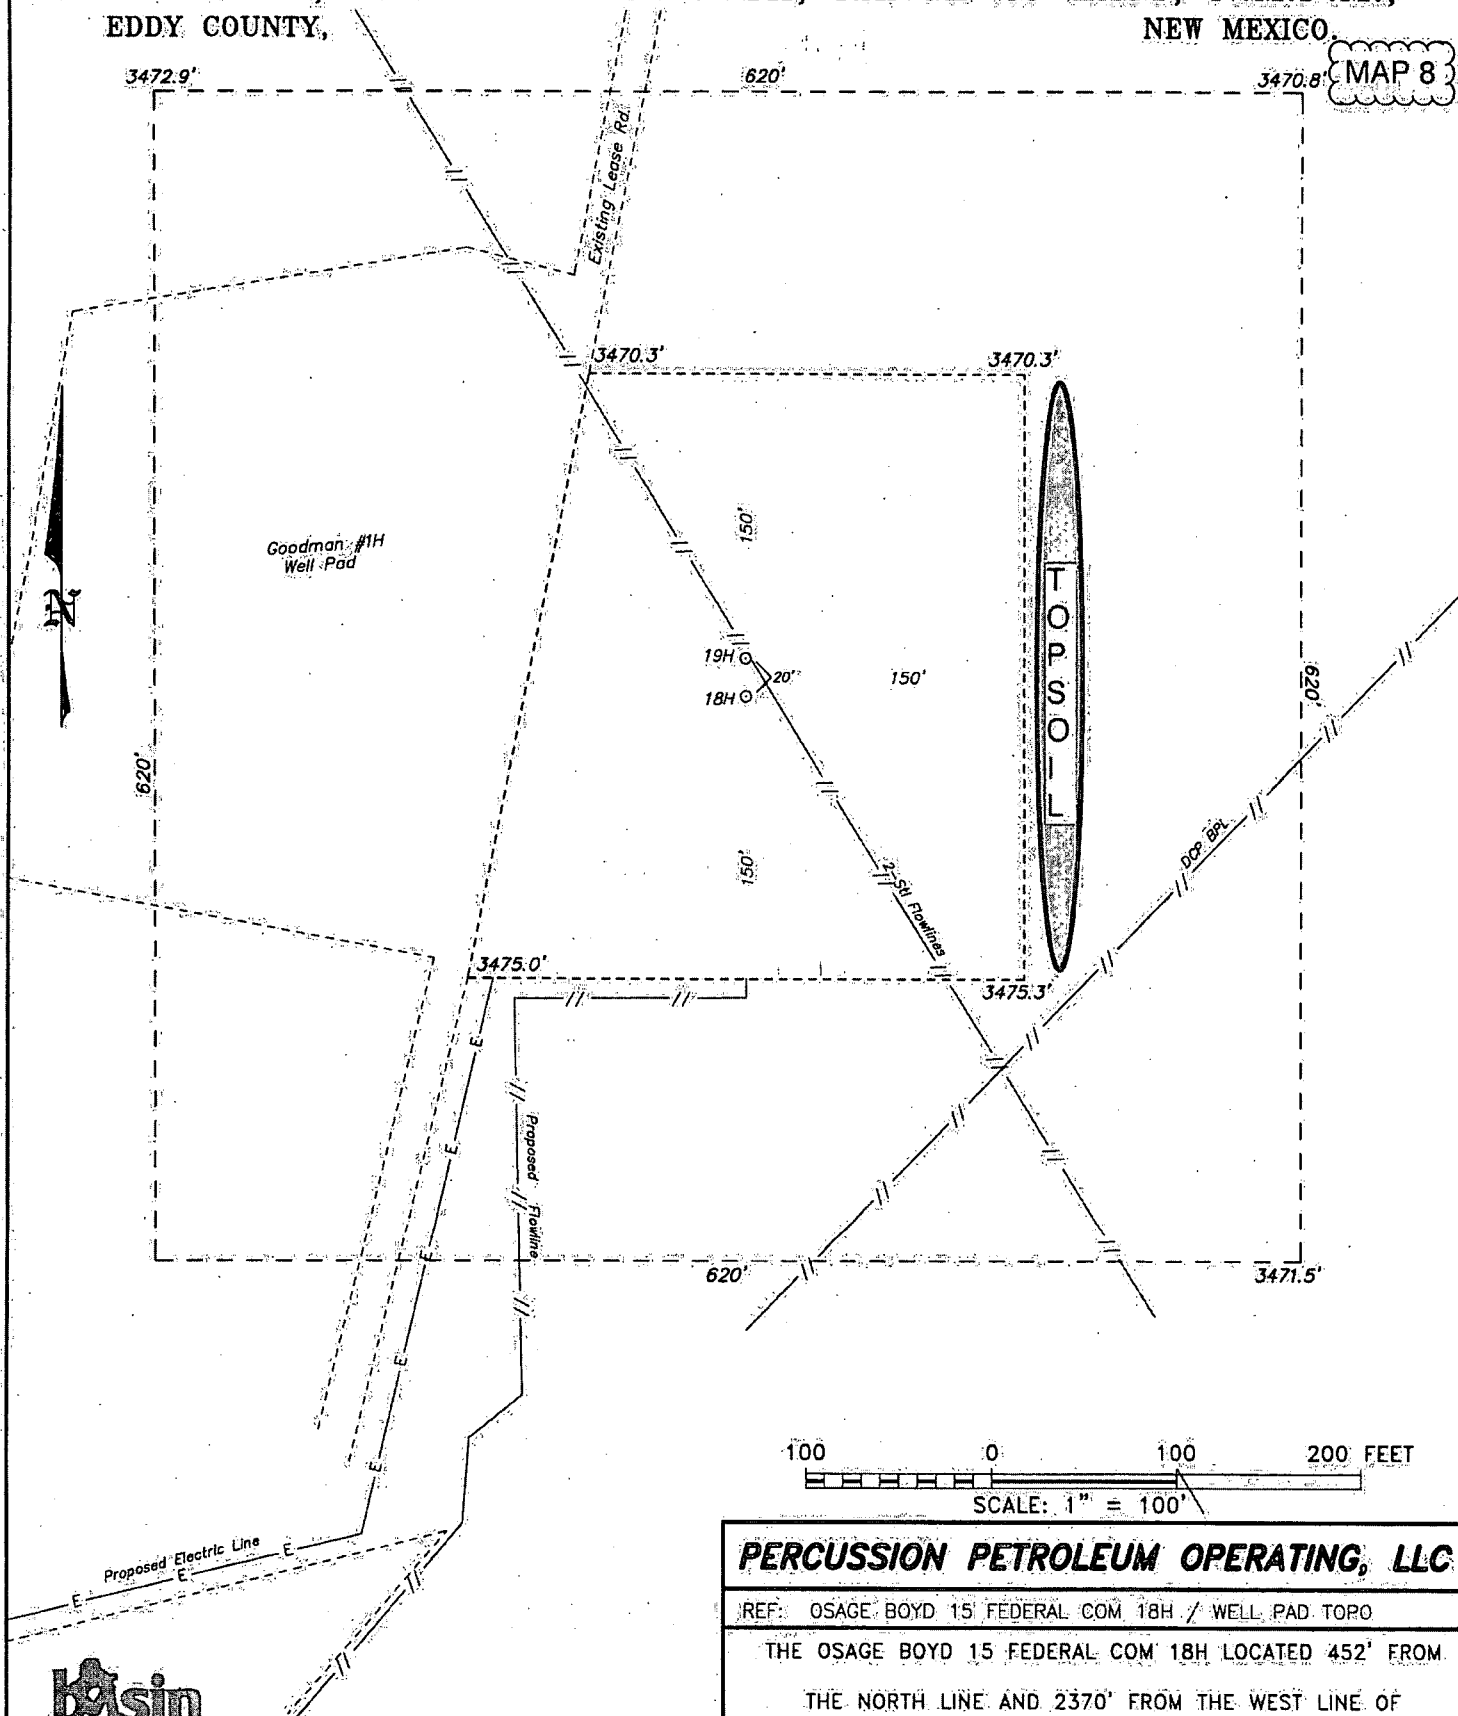 EDDY COUNTY, NEW MEXICO.
MAP 8
3472.9' 620' 3470.8'
Existing Lease Rd.
3470.3' 3470.3'
Goodman #1H
Well Pad
150'
TOPSOIL
19H
20' 150'
18H
620'
620'
150'
DCP BPL
2-Stl Flowlines
3475.0'
3475.3'
E
Proposed Flowline
E
E
620' 3471.5'
E
E
100 0 100 200 FEET
SCALE: 1" = 100'
Proposed Electric Line
E E E
PERCUSSION PETROLEUM OPERATING, LLC
REF: OSAGE BOYD 15 FEDERAL COM 18H / WELL PAD TOPO
THE OSAGE BOYD 15 FEDERAL COM 18H LOCATED 452' FROM
THE NORTH LINE AND 2370' FROM THE WEST LINE OF
basin